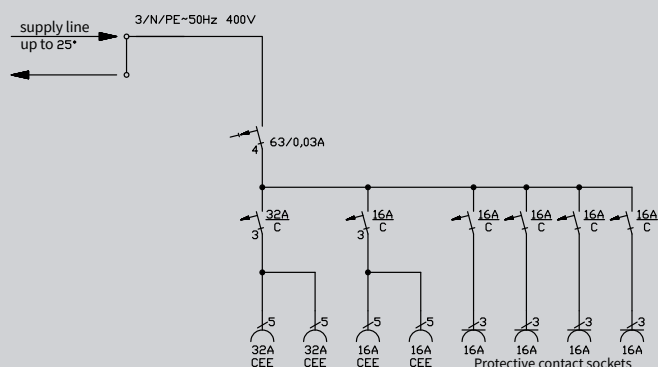 3/N/PE~50Hz 400V
supply line
up to 25°
63/0,03A
4
32A 16A 16A 16A 16A 16A
C C C C C C
3 3
5 5 5 5 3 3 3 3
32A 32A 16A 16A 16A 16A 16A 16A
CEE CEE CEE CEE Protective contact sockets